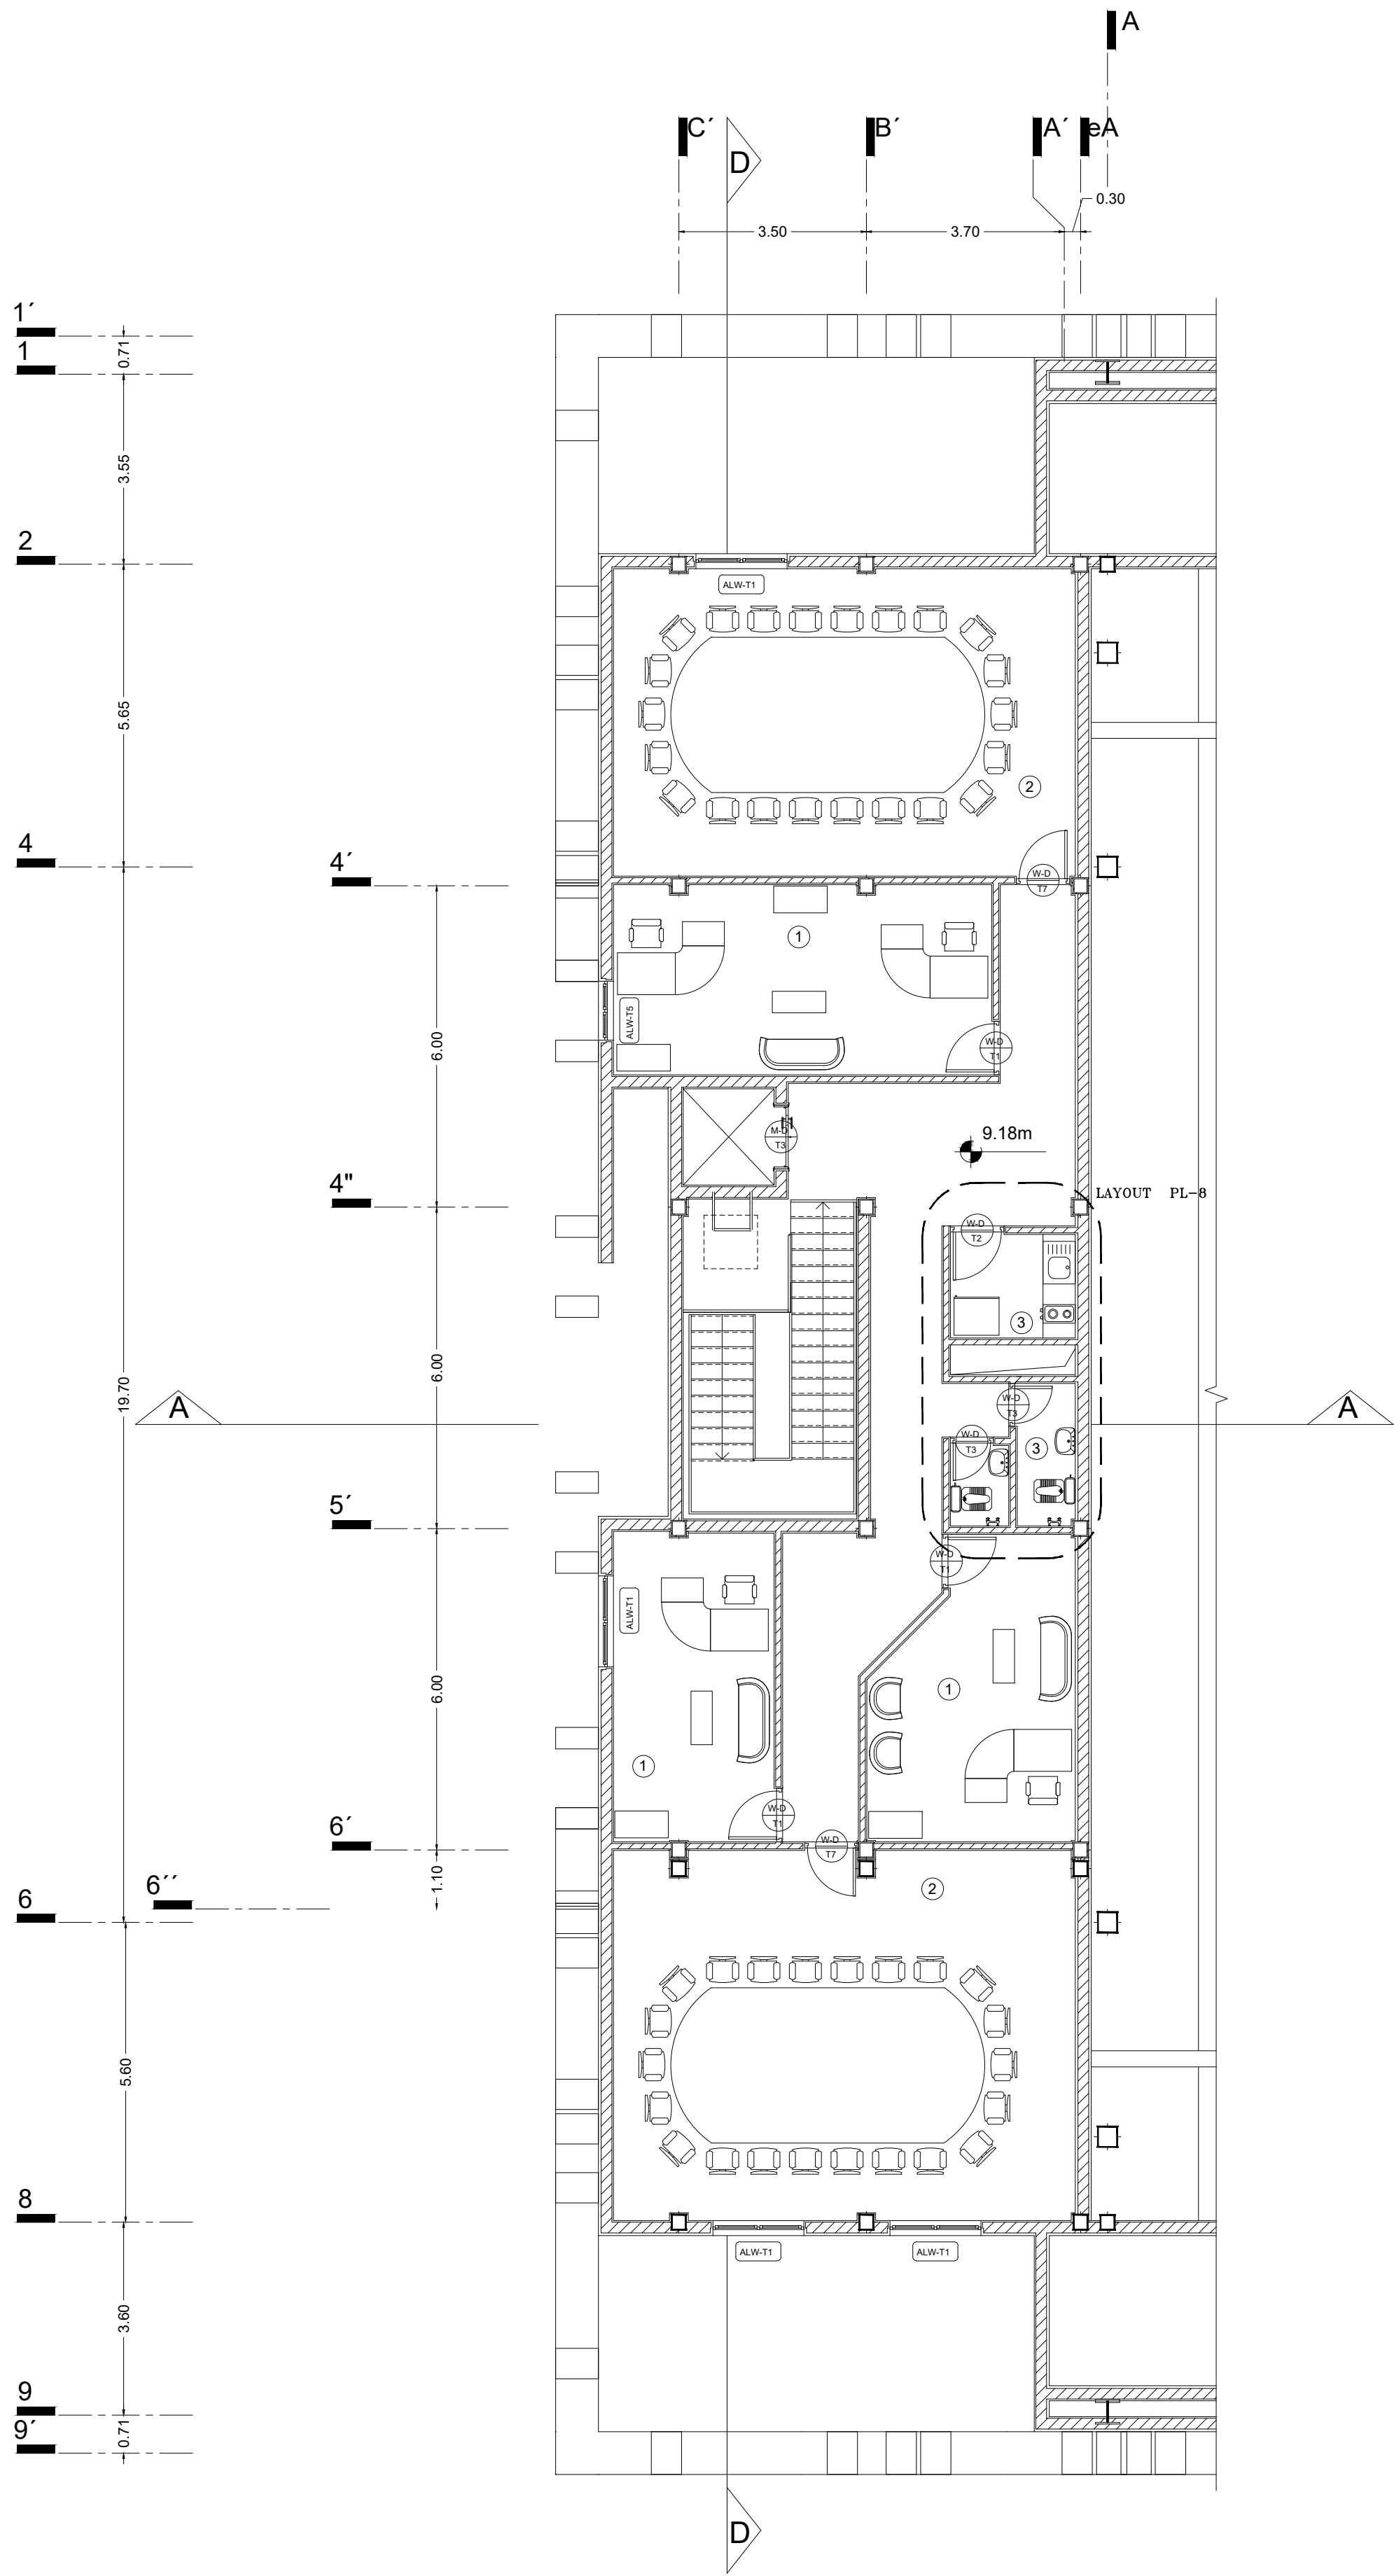 A
C´
D
B´
A´
eA
0.30
3.50
3.70
1´
0.71
1
3.55
2
ALW-T1
5.65
2
4
4´
W-D
T7
1
ALW-T5
6.00
W-D
T1
M-D
T3
9.18m
4"
LAYOUT PL-8
W-D
T2
3
6.00
19.70
A
A
W-D
T3
W-D
T3
3
5´
W-D
T1
ALW-T1
6.00
1
1
W-D
T1
6´
W-D
T7
1.10
6´´
6
2
5.60
8
ALW-T1
ALW-T1
3.60
9
0.71
9´
D